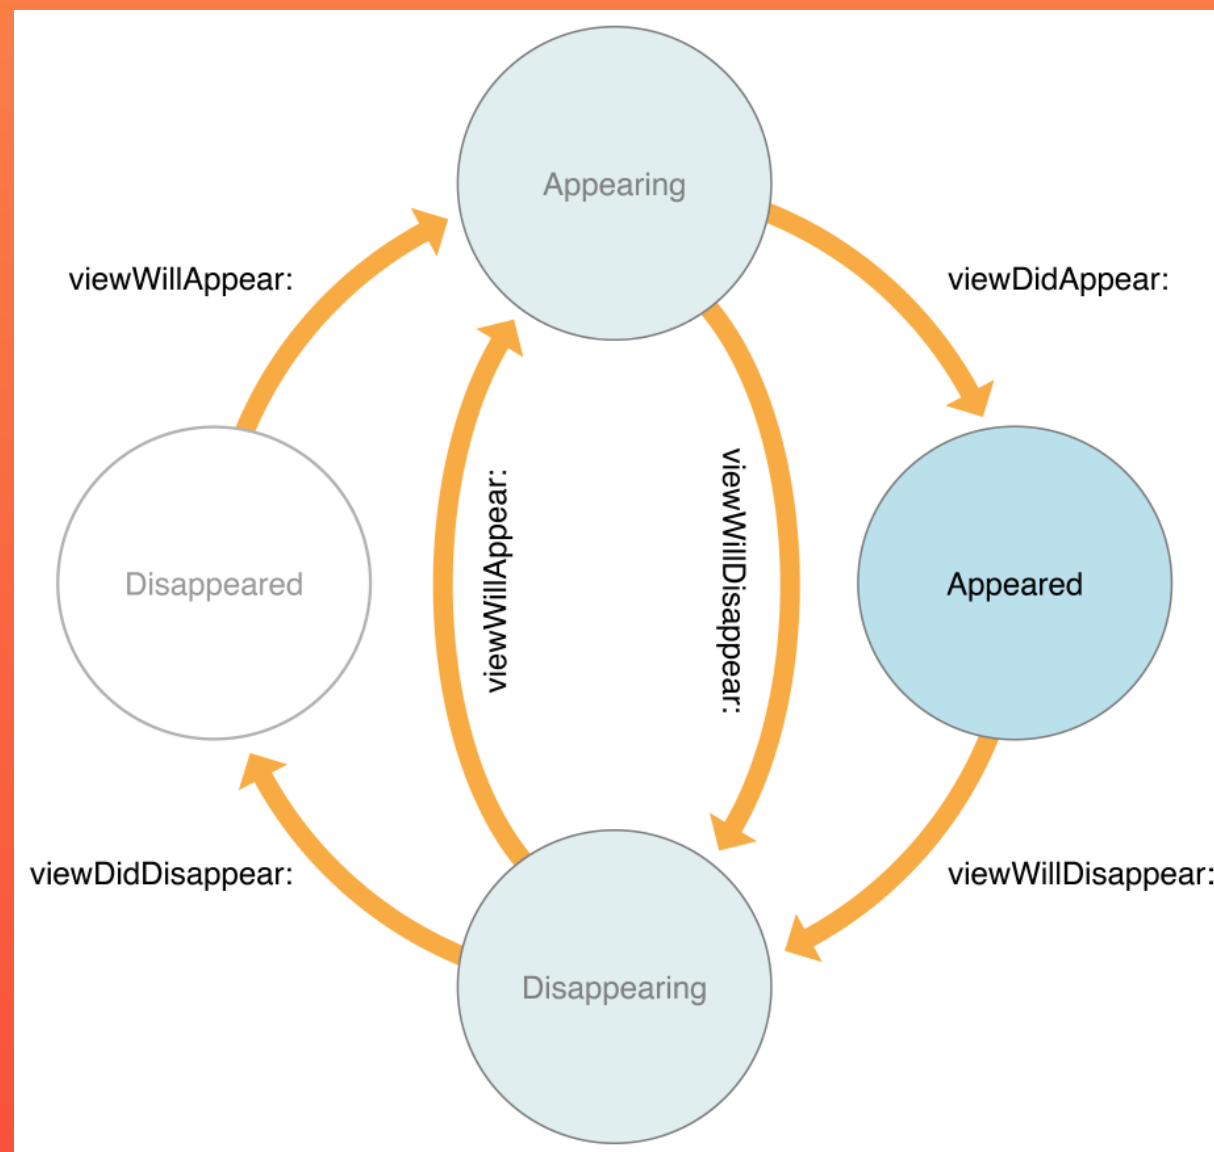 Appearing
viewWillAppear:
viewDidAppear:
viewWillAppear:
viewWillDisappear:
Disappeared
Appeared
viewDidDisappear:
viewWillDisappear:
Disappearing